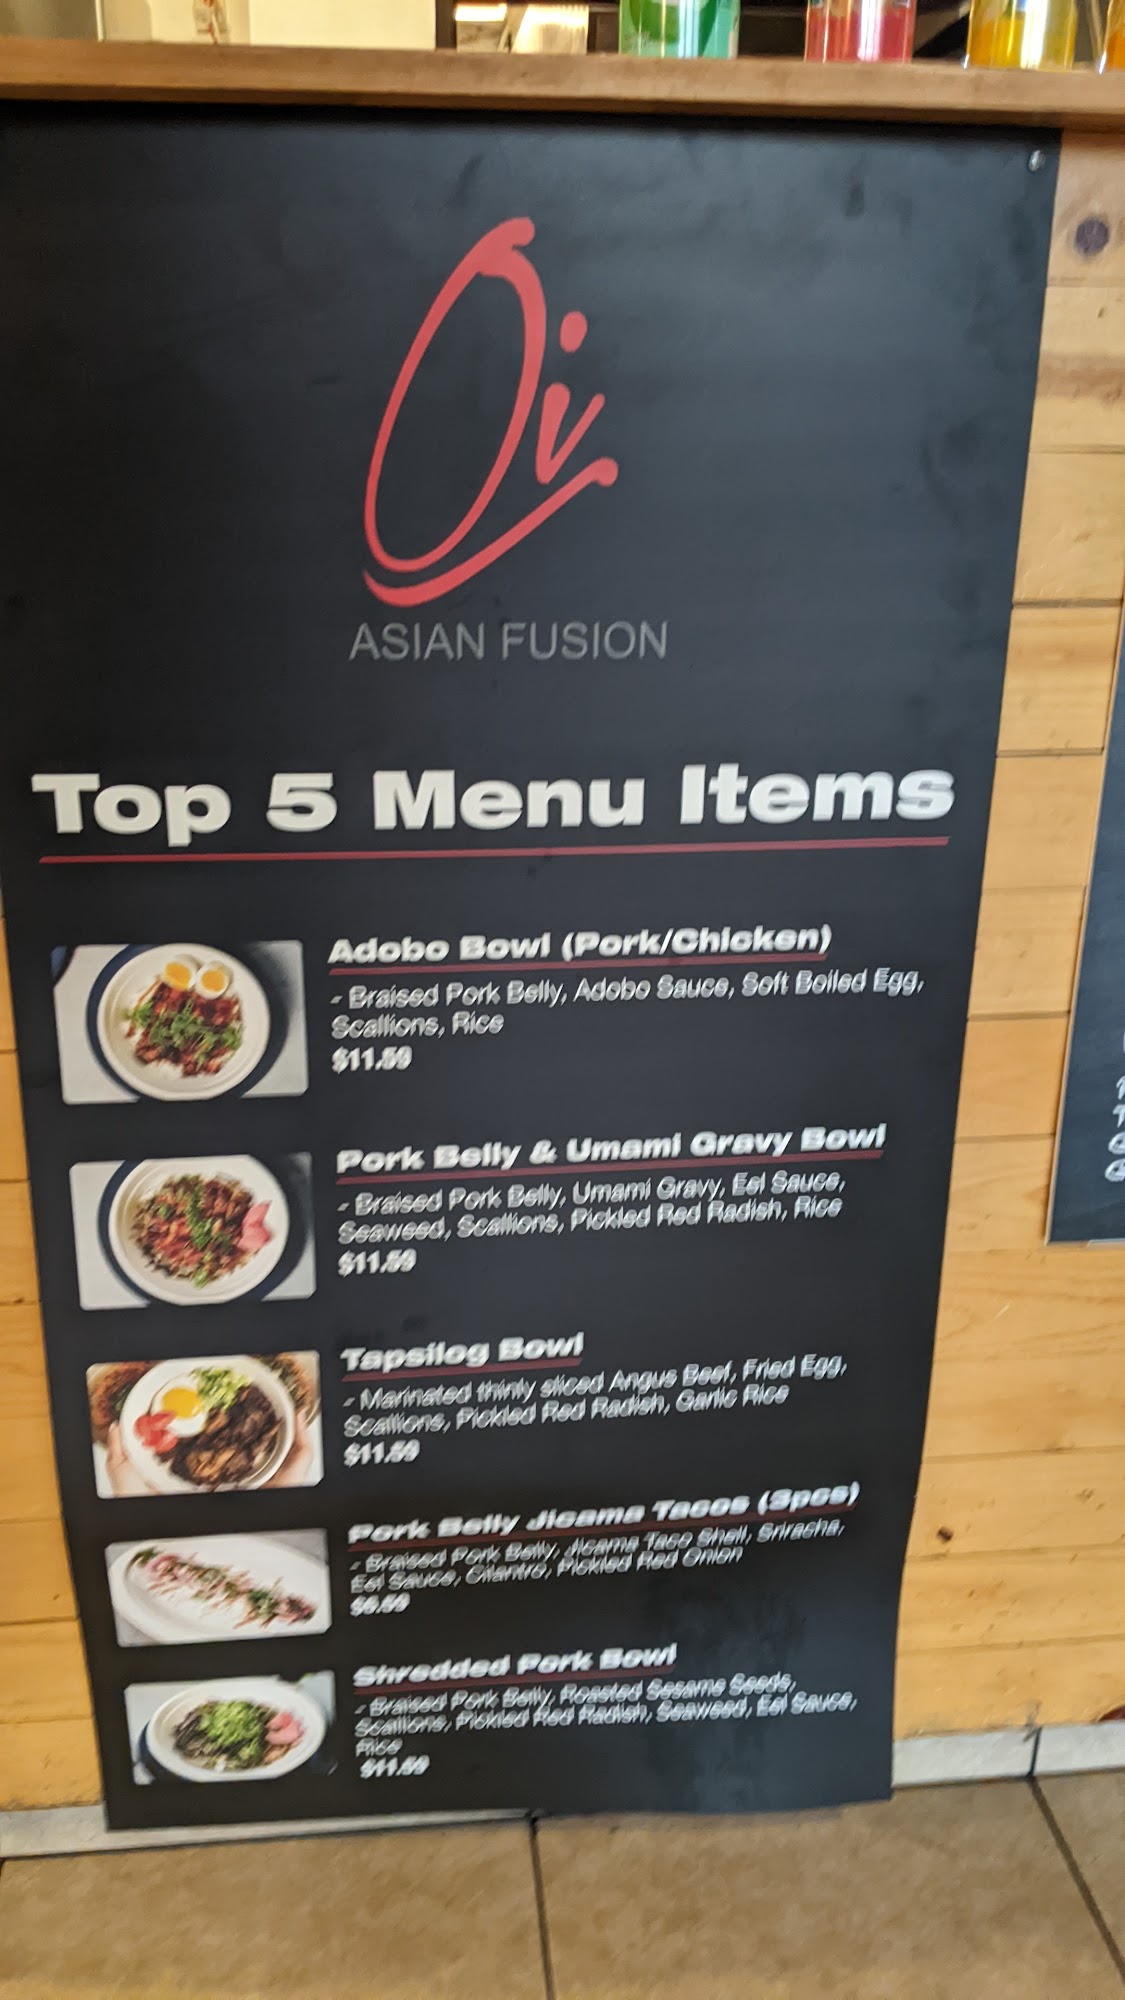 Oi
ASIAN FUSION
Top 5 Menu Items
Adobo Bowl (Pork/Chicken)
- Braised Pork Belly, Adobo Sauce, Soft Boiled Egg,
Scallions, Rice
$11.59
Pork Belly & Umami Gravy Bowl
- Braised Pork Belly, Umami Gravy, Eel Sauce,
Seaweed, Scallions, Pickled Red Radish, Rice
$11.59
Tapsilog Bowl
- Marinated thinly sliced Angus Beef, Fried Egg,
Scallions, Pickled Red Radish, Garlic Rice
$11.59
Pork Belly Jicama Tacos (3pcs)
- Braised Pork Belly, Jicama Taco Shell, Sriracha,
Eel Sauce, Cilantro, Pickled Red Onion
Shredded Pork Bowl
- Braised Pork Belly, Roasted Sesame Seeds,
Scallions, Pickled Red Radish, Seaweed, Eel Sauce,
Rice
$11.59